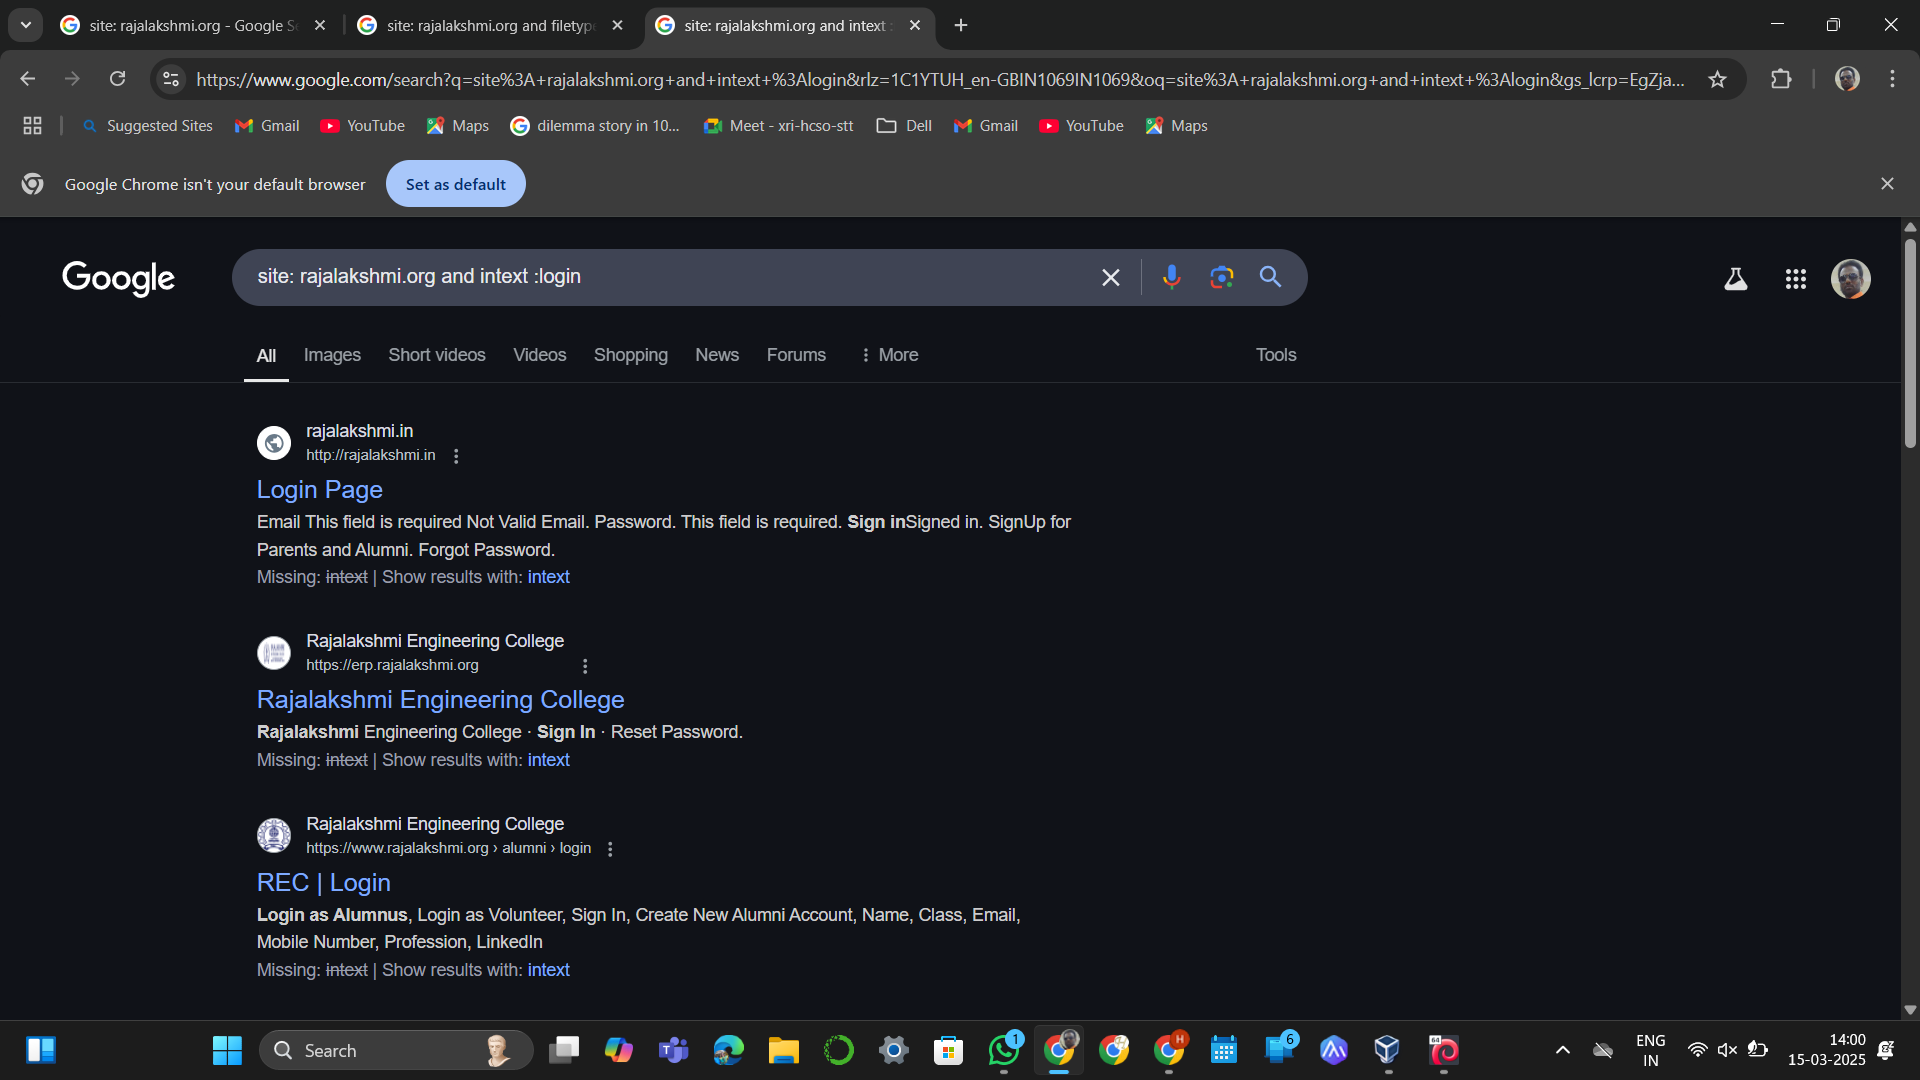 site: rajalakshmi.org - Google S
site: rajalakshmi.org and filetype
site: rajalakshmi.org and intext :
https://www.google.com/search?q=site%3A+rajalakshmi.org+and+intext+%3Alogin&rlz=1C1YTUH_en-GBIN1069IN1069&oq=site%3A+rajalakshmi.org+and+intext+%3Alogin&gs_lcrp=EgZja...
Suggested Sites Gmail YouTube Maps dilemma story in 10... Meet - xri-hcso-stt Dell Gmail YouTube Maps
Google Chrome isn't your default browser Set as default
Google site: rajalakshmi.org and intext :login
All Images Short videos Videos Shopping News Forums More Tools
rajalakshmi.in
http://rajalakshmi.in
Login Page
Email This field is required Not Valid Email. Password. This field is required. Sign inSigned in. SignUp for
Parents and Alumni. Forgot Password.
Missing: intext | Show results with: intext
Rajalakshmi Engineering College
https://erp.rajalakshmi.org
Rajalakshmi Engineering College
Rajalakshmi Engineering College · Sign In · Reset Password.
Missing: intext | Show results with: intext
Rajalakshmi Engineering College
https://www.rajalakshmi.org › alumni › login
REC | Login
Login as Alumnus, Login as Volunteer, Sign In, Create New Alumni Account, Name, Class, Email,
Mobile Number, Profession, LinkedIn
Missing: intext | Show results with: intext
Search
1
H
6
64
ENG
IN
14:00
15-03-2025